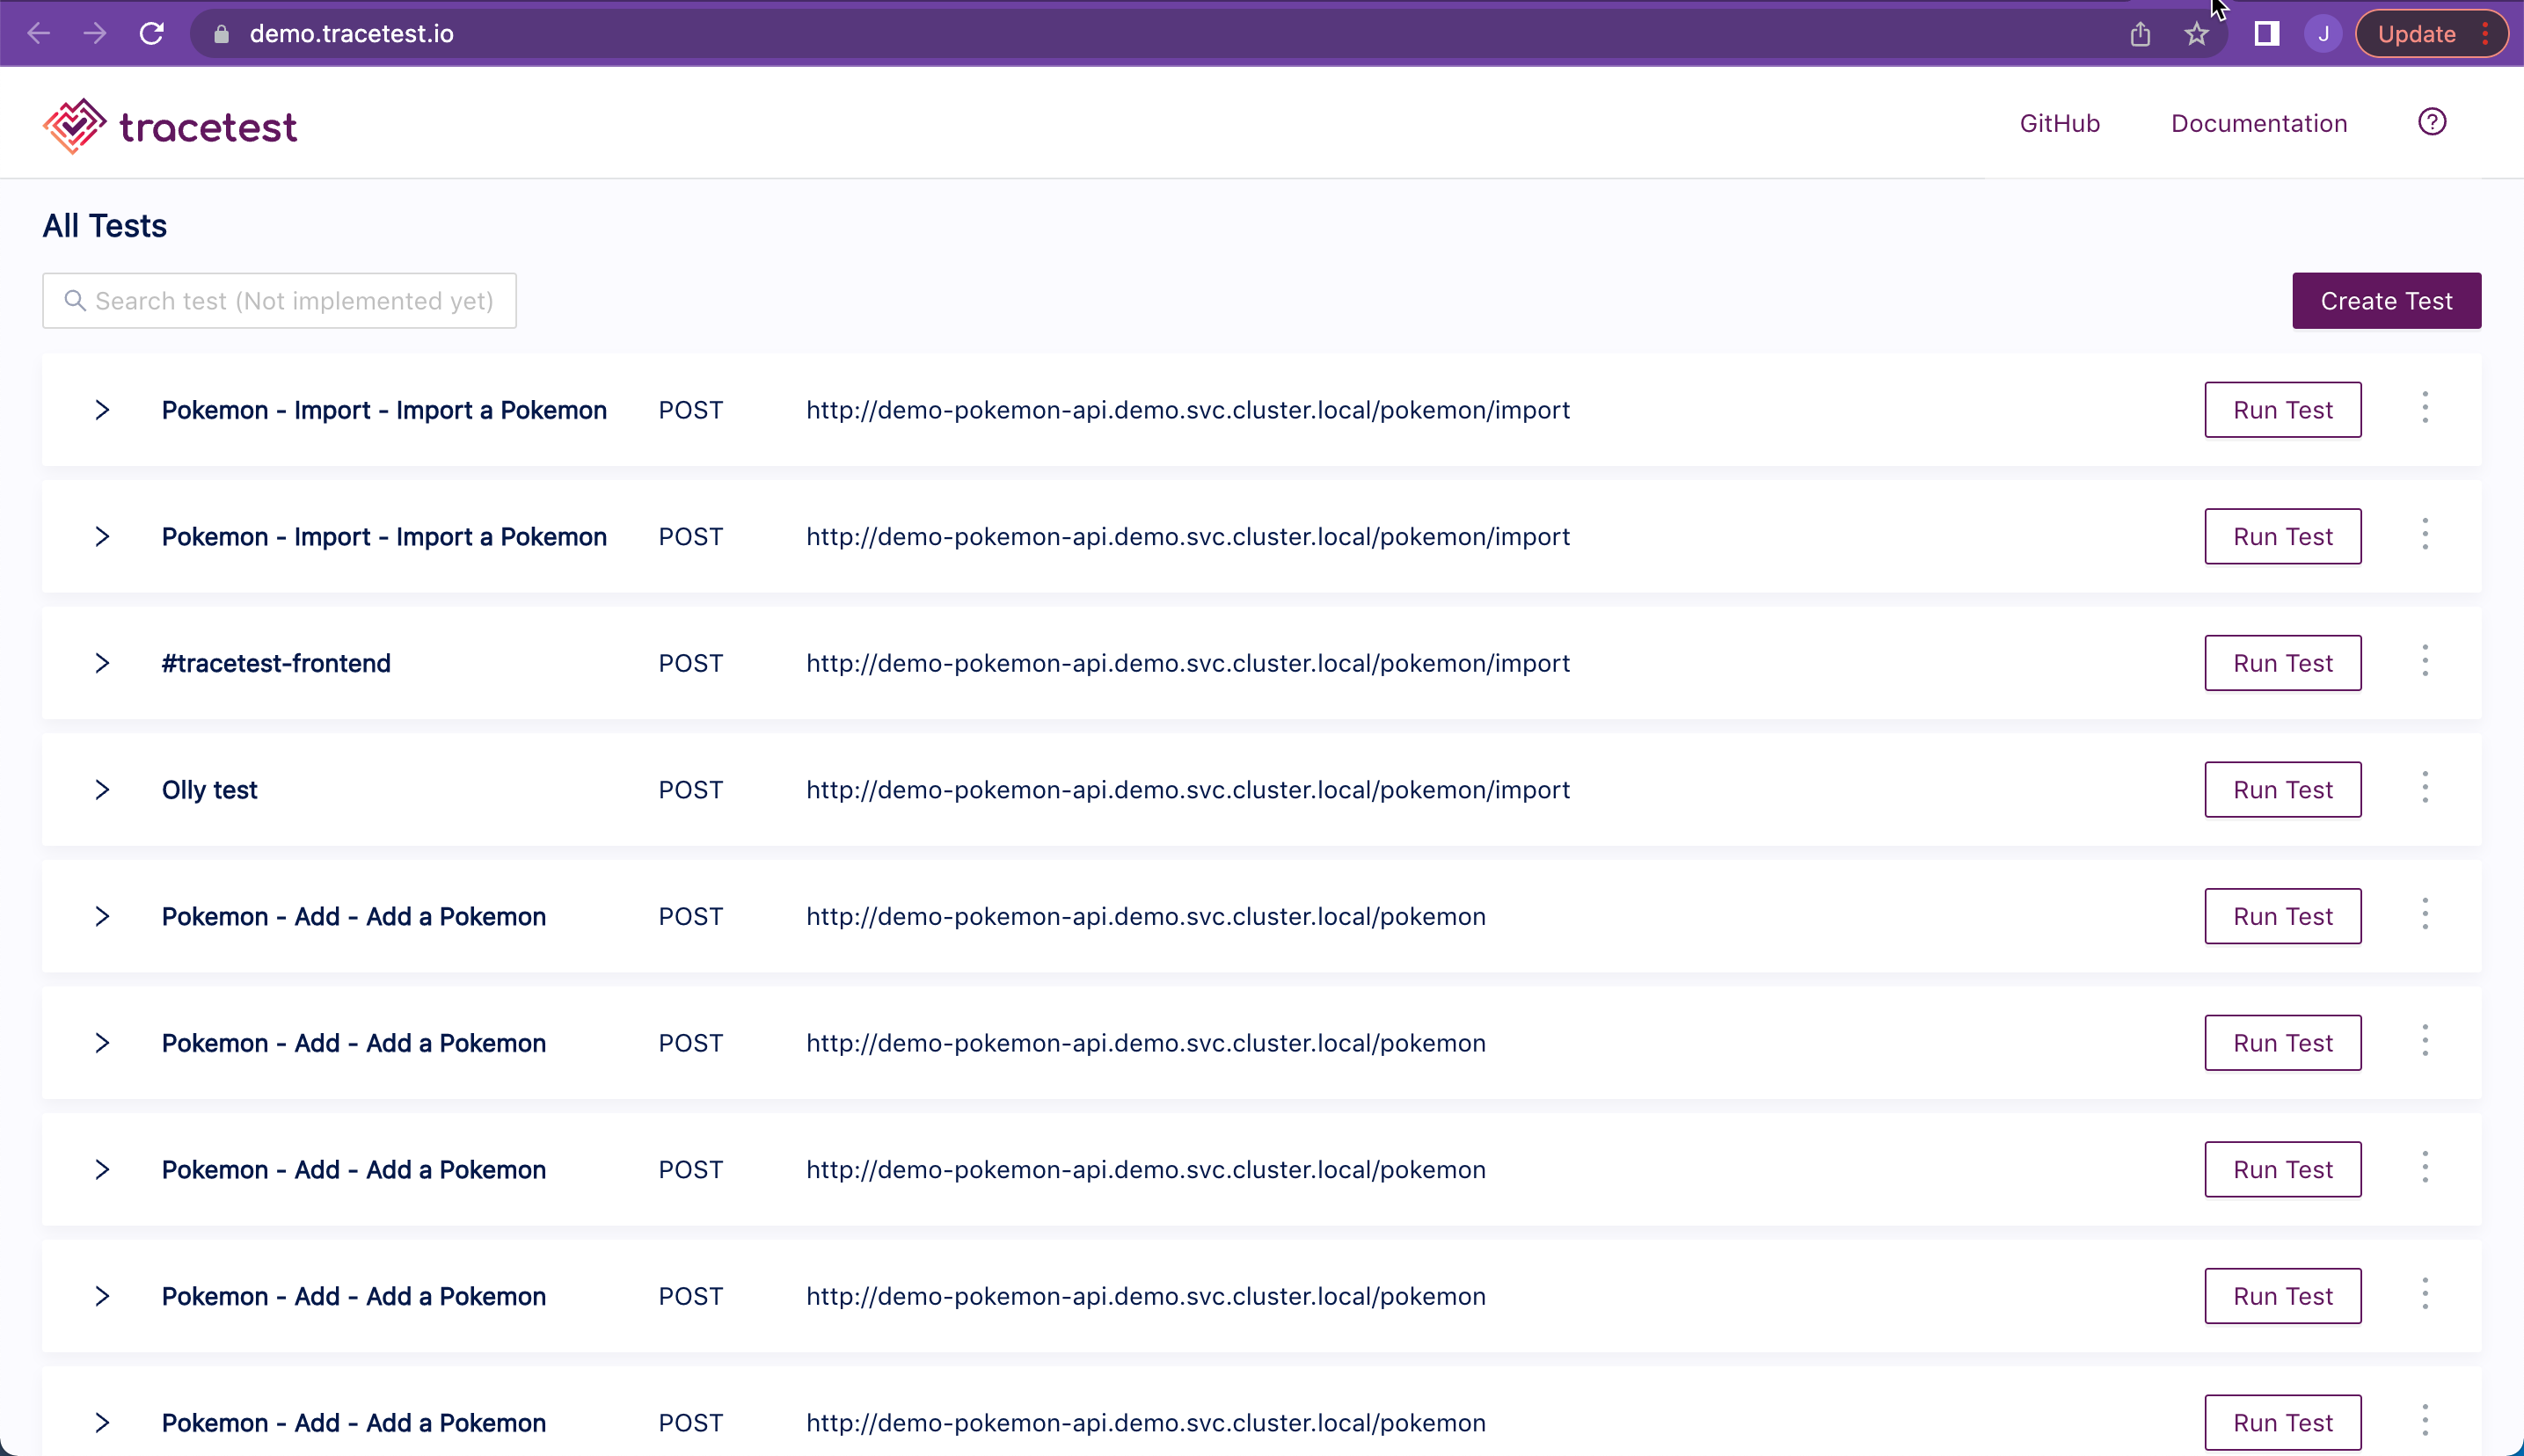 demo.tracetest.io
J
Update
tracetest
GitHub
Documentation
?
All Tests
Search test (Not implemented yet)
Create Test
Pokemon - Import - Import a Pokemon POST http://demo-pokemon-api.demo.svc.cluster.local/pokemon/import Run Test
Pokemon - Import - Import a Pokemon POST http://demo-pokemon-api.demo.svc.cluster.local/pokemon/import Run Test
#tracetest-frontend POST http://demo-pokemon-api.demo.svc.cluster.local/pokemon/import Run Test
Olly test POST http://demo-pokemon-api.demo.svc.cluster.local/pokemon/import Run Test
Pokemon - Add - Add a Pokemon POST http://demo-pokemon-api.demo.svc.cluster.local/pokemon Run Test
Pokemon - Add - Add a Pokemon POST http://demo-pokemon-api.demo.svc.cluster.local/pokemon Run Test
Pokemon - Add - Add a Pokemon POST http://demo-pokemon-api.demo.svc.cluster.local/pokemon Run Test
Pokemon - Add - Add a Pokemon POST http://demo-pokemon-api.demo.svc.cluster.local/pokemon Run Test
Pokemon - Add - Add a Pokemon POST http://demo-pokemon-api.demo.svc.cluster.local/pokemon Run Test